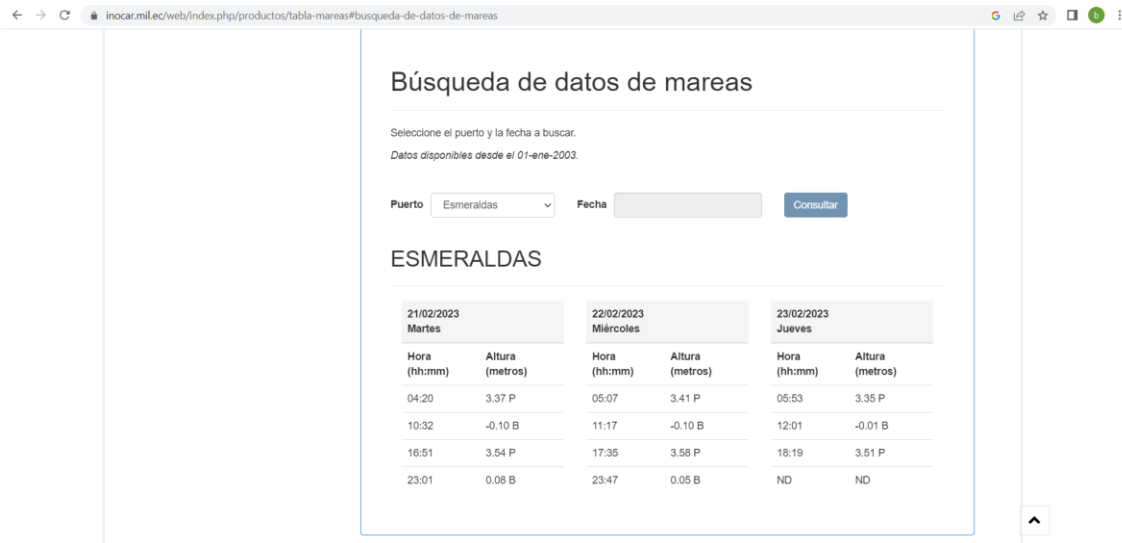 inocar.mil.ec/web/index.php/productos/tabla-mareas#busqueda-de-datos-de-mareas
b
Búsqueda de datos de mareas
Seleccione el puerto y la fecha a buscar.
Datos disponibles desde el 01-ene-2003.
Puerto Esmeraldas Fecha Consultar
ESMERALDAS
21/02/2023 22/02/2023 23/02/2023
Martes Miércoles Jueves
Hora Altura Hora Altura Hora Altura
(hh:mm) (metros) (hh:mm) (metros) (hh:mm) (metros)
04:20 3.37 P 05:07 3.41 P 05:53 3.35 P
10:32 -0.10 B 11:17 -0.10 B 12:01 -0.01 B
16:51 3.54 P 17:35 3.58 P 18:19 3.51 P
23:01 0.08 B 23:47 0.05 B ND ND